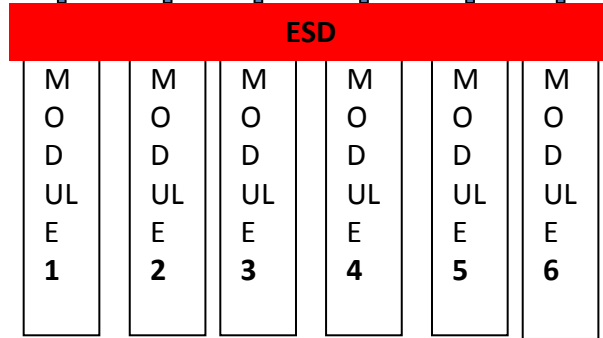 ESD
M M M M M M
O O O O O O
D D D D D D
UL UL UL UL UL UL
E E E E E E
1 2 3 4 5 6